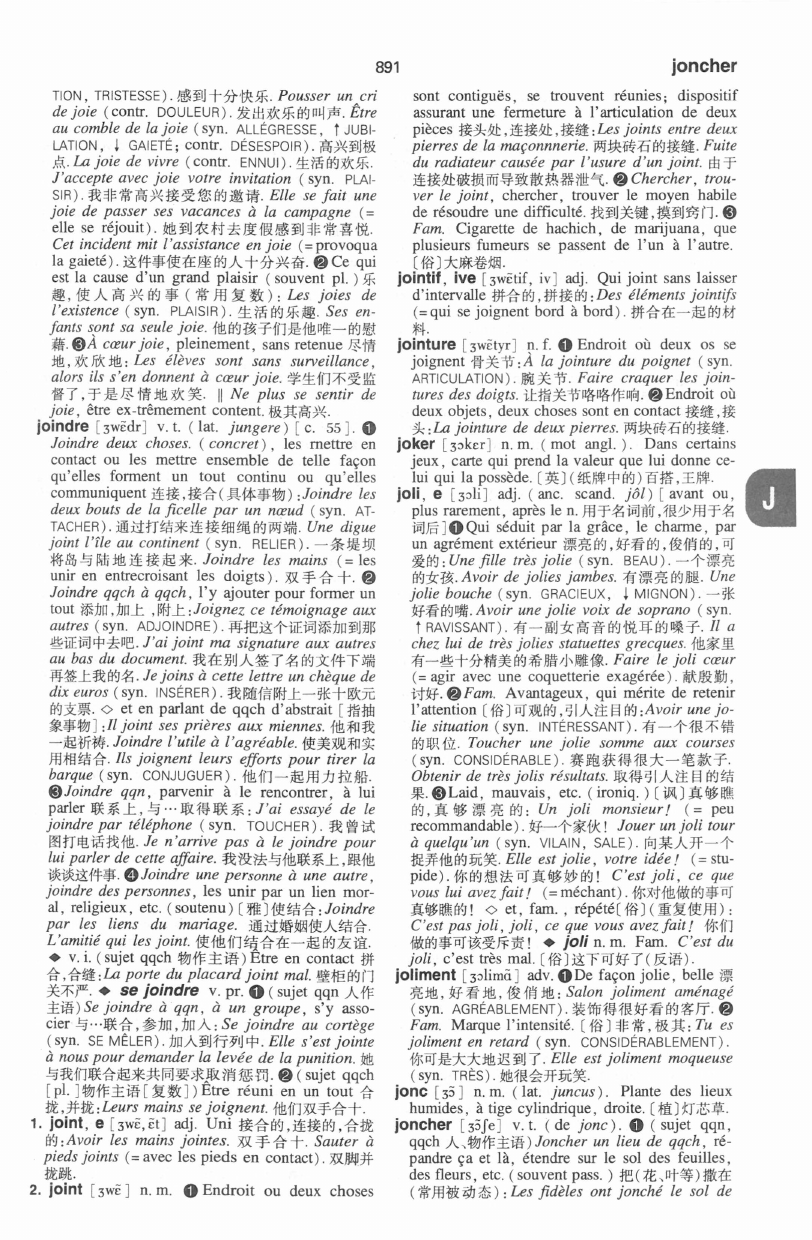 891
joncher
TION, TRISTESSE). 感到十分快乐. Pousser un cri
de joie (contr. DOULEUR). 发出欢乐的叫声. Être
au comble de la joie (syn. ALLÉGRESSE, ↑ JUBI-
LATION, ↓ GAIETÉ; contr. DÉSESPOIR). 高兴到极
点. La joie de vivre (contr. ENNUI). 生活的欢乐.
J'accepte avec joie votre invitation (syn. PLAI-
SIR). 我非常高兴接受您的邀请. Elle se fait une
joie de passer ses vacances à la campagne (=
elle se réjouit). 她到农村去度假感到非常喜悦.
Cet incident mit l'assistance en joie (=provoqua
la gaieté). 这件事使在座的人十分兴奋. ❷ Ce qui
est la cause d'un grand plaisir (souvent pl.) 乐
趣, 使人高兴的事 (常用复数): Les joies de
l'existence (syn. PLAISIR). 生活的乐趣. Ses en-
fants sont sa seule joie. 他的孩子们是他唯一的慰
藉. ❸ À cœur joie, pleinement, sans retenue 尽情
地, 欢欣地: Les élèves sont sans surveillance,
alors ils s'en donnent à cœur joie. 学生们不受监
督了, 于是尽情地欢笑. ‖ Ne plus se sentir de
joie, être ex-trêmement content. 极其高兴.
joindre [ʒwɛ̃dr] v. t. (lat. jungere) [c. 55]. ❶
Joindre deux choses. (concret), les mettre en
contact ou les mettre ensemble de telle façon
qu'elles forment un tout continu ou qu'elles
communiquent 连接, 接合(具体事物): Joindre les
deux bouts de la ficelle par un nœud (syn. AT-
TACHER). 通过打结来连接细绳的两端. Une digue
joint l'île au continent (syn. RELIER). 一条堤坝
将岛与陆地连接起来. Joindre les mains (= les
unir en entrecroisant les doigts). 双手合十. ❷
Joindre qqch à qqch, l'y ajouter pour former un
tout 添加, 加上, 附上: Joignez ce témoignage aux
autres (syn. ADJOINDRE). 再把这个证词添加到那
些证词中去吧. J'ai joint ma signature aux autres
au bas du document. 我在别人签了名的文件下端
再签上我的名. Je joins à cette lettre un chèque de
dix euros (syn. INSÉRER). 我随信附上一张十欧元
的支票. ◇ et en parlant de qqch d'abstrait [指抽
象事物]: Il joint ses prières aux miennes. 他和我
一起祈祷. Joindre l'utile à l'agréable. 使美观和实
用相结合. Ils joignent leurs efforts pour tirer la
barque (syn. CONJUGUER). 他们一起用力拉船.
❸ Joindre qqn, parvenir à le rencontrer, à lui
parler 联系上, 与…取得联系: J'ai essayé de le
joindre par téléphone (syn. TOUCHER). 我曾试
图打电话找他. Je n'arrive pas à le joindre pour
lui parler de cette affaire. 我没法与他联系上, 跟他
谈谈这件事. ❹ Joindre une personne à une autre,
joindre des personnes, les unir par un lien mor-
al, religieux, etc. (soutenu) [雅] 使结合: Joindre
par les liens du mariage. 通过婚姻使人结合.
L'amitié qui les joint. 使他们结合在一起的友谊.
◆ v. i. (sujet qqch 物作主语) Être en contact 拼
合, 合缝: La porte du placard joint mal. 壁柜的门
关不严. ◆ se joindre v. pr. ❶ (sujet qqn 人作
主语) Se joindre à qqn, à un groupe, s'y asso-
cier 与…联合, 参加, 加入: Se joindre au cortège
(syn. SE MÊLER). 加入到行列中. Elle s'est jointe
à nous pour demander la levée de la punition. 她
与我们联合起来共同要求取消惩罚. ❷ (sujet qqch
[pl.] 物作主语[复数]) Être réuni en un tout 合
拢, 并拢: Leurs mains se joignent. 他们双手合十.
1. joint, e [ʒwɛ̃, ɛ̃t] adj. Uni 接合的, 连接的, 合拢
的: Avoir les mains jointes. 双手合十. Sauter à
pieds joints (=avec les pieds en contact). 双脚并
拢跳.
2. joint [ʒwɛ̃] n. m. ❶ Endroit ou deux choses
sont contiguës, se trouvent réunies; dispositif
assurant une fermeture à l'articulation de deux
pièces 接头处, 连接处, 接缝: Les joints entre deux
pierres de la maçonnnerie. 两块砖石的接缝. Fuite
du radiateur causée par l'usure d'un joint. 由于
连接处破损而导致散热器泄气. ❷ Chercher, trou-
ver le joint, chercher, trouver le moyen habile
de résoudre une difficulté. 找到关键, 摸到窍门. ❸
Fam. Cigarette de hachich, de marijuana, que
plusieurs fumeurs se passent de l'un à l'autre.
[俗] 大麻卷烟.
jointif, ive [ʒwɛ̃tif, iv] adj. Qui joint sans laisser
d'intervalle 拼合的, 拼接的: Des éléments jointifs
(=qui se joignent bord à bord). 拼合在一起的材
料.
jointure [ʒwɛ̃tyr] n. f. ❶ Endroit où deux os se
joignent 骨关节: À la jointure du poignet (syn.
ARTICULATION). 腕关节. Faire craquer les join-
tures des doigts. 让指关节咯咯作响. ❷ Endroit où
deux objets, deux choses sont en contact 接缝, 接
头: La jointure de deux pierres. 两块砖石的接缝.
joker [ʒɔkɛr] n. m. (mot angl.). Dans certains
jeux, carte qui prend la valeur que lui donne ce-
lui qui la possède. [英] (纸牌中的) 百搭, 王牌.
joli, e [ʒɔli] adj. (anc. scand. jôl) [avant ou,
plus rarement, après le n. 用于名词前, 很少用于名
词后] ❶ Qui séduit par la grâce, le charme, par
un agrément extérieur 漂亮的, 好看的, 俊俏的, 可
爱的: Une fille très jolie (syn. BEAU). 一个漂亮
的女孩. Avoir de jolies jambes. 有漂亮的腿. Une
jolie bouche (syn. GRACIEUX, ↓ MIGNON). 一张
好看的嘴. Avoir une jolie voix de soprano (syn.
↑ RAVISSANT). 有一副女高音的悦耳的嗓子. Il a
chez lui de très jolies statuettes grecques. 他家里
有一些十分精美的希腊小雕像. Faire le joli cœur
(=agir avec une coquetterie exagérée). 献殷勤,
讨好. ❷ Fam. Avantageux, qui mérite de retenir
l'attention [俗] 可观的, 引人注目的: Avoir une jo-
lie situation (syn. INTÉRESSANT). 有一个很不错
的职位. Toucher une jolie somme aux courses
(syn. CONSIDÉRABLE). 赛跑获得很大一笔款子.
Obtenir de très jolis résultats. 取得引人注目的结
果. ❸ Laid, mauvais, etc. (ironiq.) [讽] 真够瞧
的, 真够漂亮的: Un joli monsieur! (= peu
recommandable). 好一个家伙! Jouer un joli tour
à quelqu'un (syn. VILAIN, SALE). 向某人开一个
捉弄他的玩笑. Elle est jolie, votre idée! (=stu-
pide). 你的想法可真够妙的! C'est joli, ce que
vous lui avez fait! (=méchant). 你对他做的事可
真够瞧的! ◇ et, fam., répété [俗] (重复使用):
C'est pas joli, joli, ce que vous avez fait! 你们
做的事可该受斥责! ◆ joli n. m. Fam. C'est du
joli, c'est très mal. [俗] 这下可好了(反语).
joliment [ʒɔlimɑ̃] adv. ❶ De façon jolie, belle 漂
亮地, 好看地, 俊俏地: Salon joliment aménagé
(syn. AGRÉABLEMENT). 装饰得很好看的客厅. ❷
Fam. Marque l'intensité. [俗] 非常, 极其: Tu es
joliment en retard (syn. CONSIDÉRABLEMENT).
你可是大大地迟到了. Elle est joliment moqueuse
(syn. TRÈS). 她很会开玩笑.
jonc [ʒɔ̃] n. m. (lat. juncus). Plante des lieux
humides, à tige cylindrique, droite. [植] 灯芯草.
joncher [ʒɔ̃ʃe] v. t. (de jonc). ❶ (sujet qqn,
qqch 人、物作主语) Joncher un lieu de qqch, ré-
pandre ça et là, étendre sur le sol des feuilles,
des fleurs, etc. (souvent pass.) 把(花、叶等)撒在
(常用被动态): Les fidèles ont jonché le sol de
J